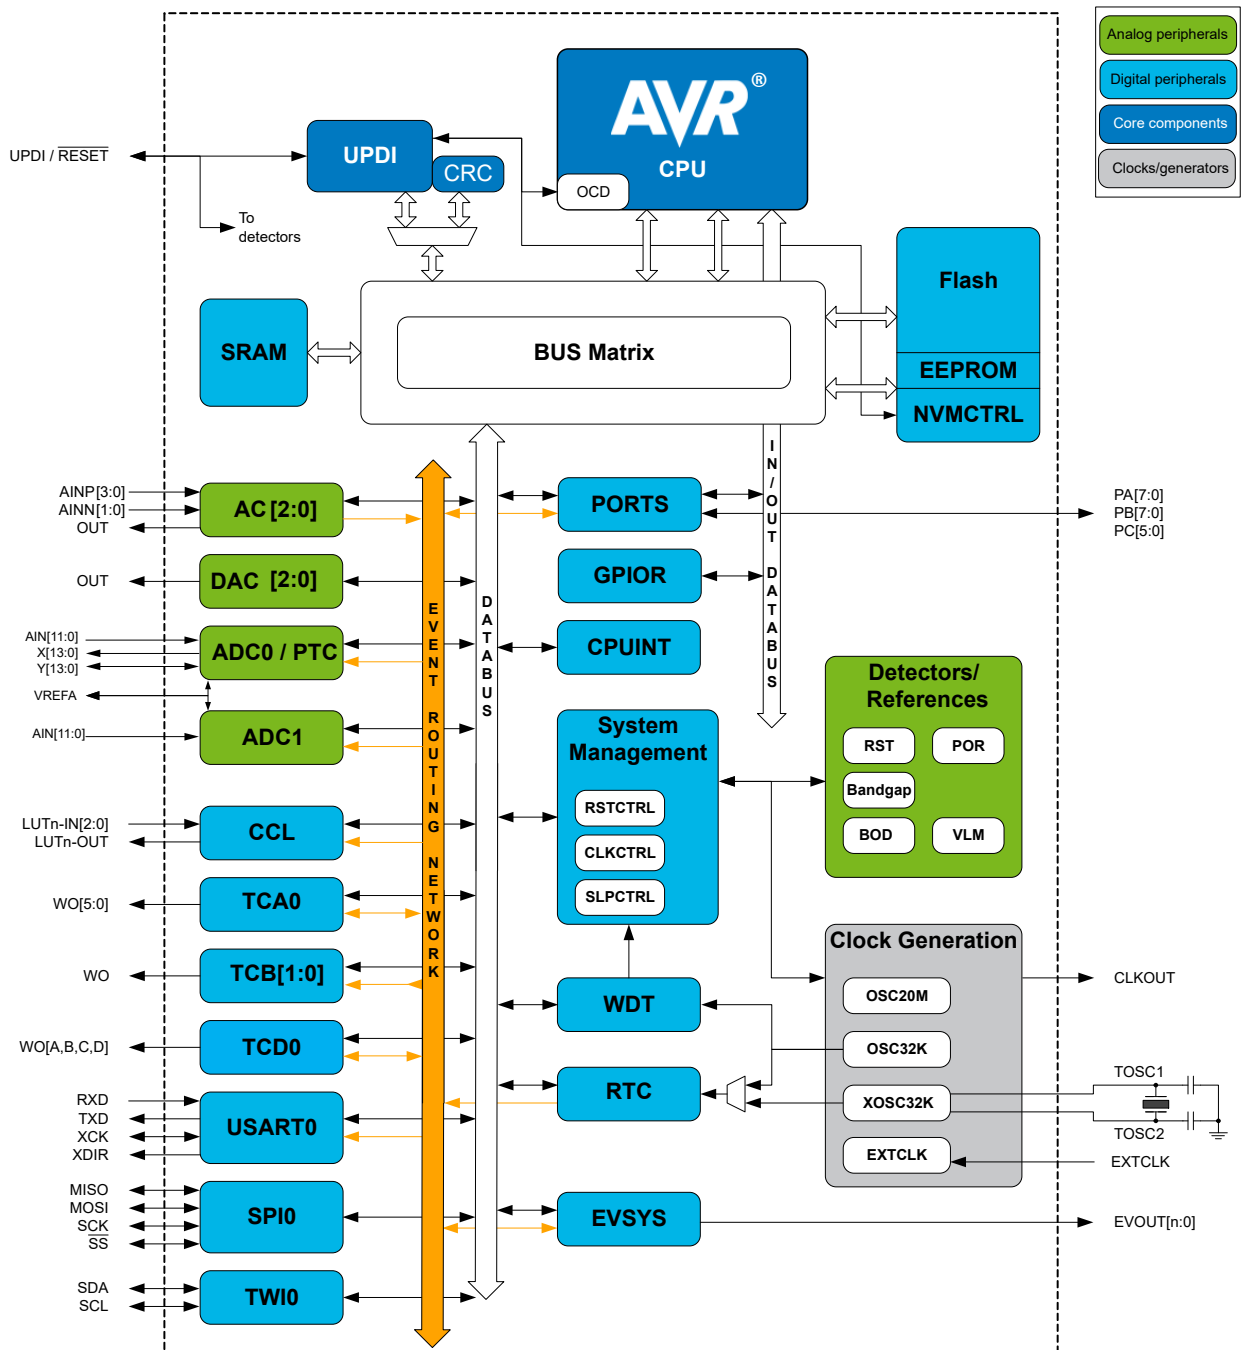 Analog peripherals
Digital peripherals
Core components
Clocks/generators
AVR®
CPU
OCD
UPDI / RESET
UPDI
CRC
To
detectors
Flash
EEPROM
NVMCTRL
SRAM
BUS Matrix
AINP[3:0]
AINN[1:0]
OUT
AC [2:0]
PORTS
PA[7:0]
PB[7:0]
PC[5:0]
OUT
DAC [2:0]
GPIOR
AIN[11:0]
X[13:0]
Y[13:0]
ADC0 / PTC
CPUINT
VREFA
AIN[11:0]
ADC1
EVENT ROUTING NETWORK
DATABUS
IN/OUT DATABUS
System
Management
RSTCTRL
CLKCTRL
SLPCTRL
Detectors/
References
RST
POR
Bandgap
BOD
VLM
LUTn-IN[2:0]
LUTn-OUT
CCL
WO[5:0]
TCA0
WO
TCB[1:0]
WDT
Clock Generation
OSC20M
OSC32K
XOSC32K
EXTCLK
CLKOUT
TOSC1
TOSC2
EXTCLK
WO[A,B,C,D]
TCD0
RTC
RXD
TXD
XCK
XDIR
USART0
MISO
MOSI
SCK
SS
SPI0
EVSYS
EVOUT[n:0]
SDA
SCL
TWI0